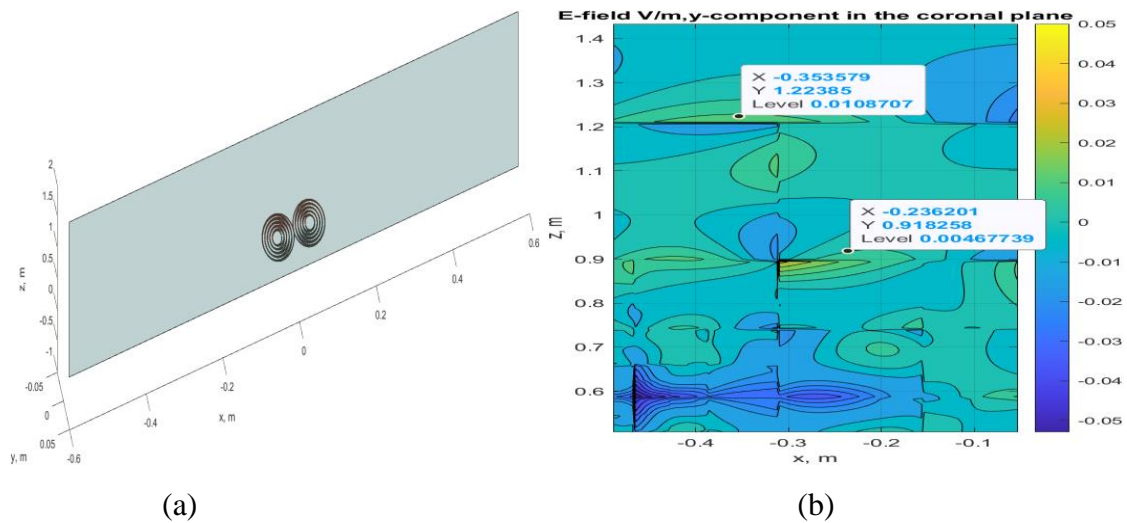 2
1.5
1
0.5
0
-0.5
-1
z, m
-0.05
0
0.05
y, m
-0.6
-0.4
-0.2
0
0.2
0.4
0.6
x, m
(a)
E-field V/m,y-component in the coronal plane
1.4
1.3
1.2
1.1
1
0.9
0.8
0.7
0.6
z, m
X -0.353579
Y 1.22385
Level 0.0108707
X -0.236201
Y 0.918258
Level 0.00467739
-0.4
-0.3
-0.2
-0.1
x, m
0.05
0.04
0.03
0.02
0.01
0
-0.01
-0.02
-0.03
-0.04
-0.05
(b)